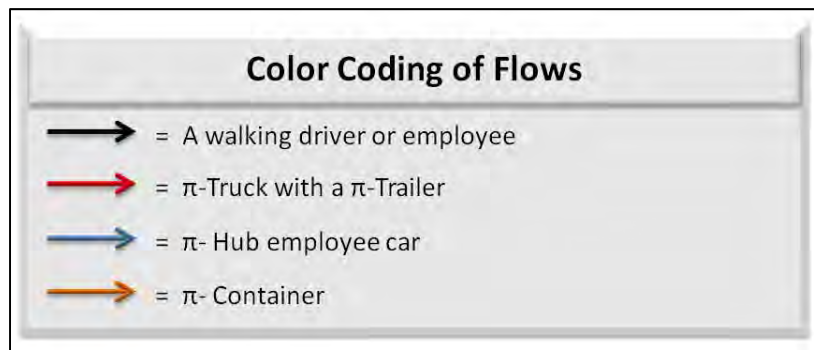 Color Coding of Flows
= A walking driver or employee
= π-Truck with a π-Trailer
= π- Hub employee car
= π- Container